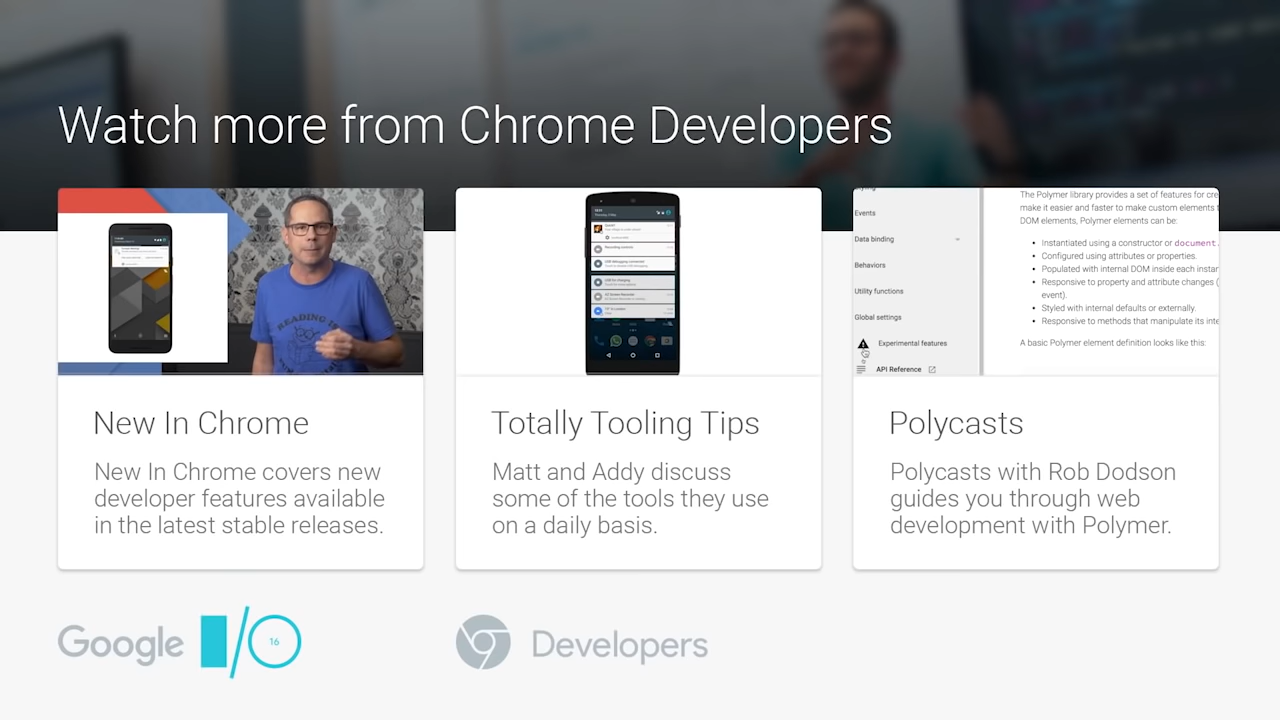 Watch more from Chrome Developers
READING IS
Events
Data binding
Behaviors
Utility functions
Global settings
Experimental features
API Reference
The Polymer library provides a set of features for cre
make it easier and faster to make custom elements
DOM elements, Polymer elements can be:
Instantiated using a constructor or document.
Configured using attributes or properties.
Populated with internal DOM inside each instan
Responsive to property and attribute changes (
event).
Styled with internal defaults or externally.
Responsive to methods that manipulate its inte
A basic Polymer element definition looks like this:
New In Chrome
New In Chrome covers new
developer features available
in the latest stable releases.
Totally Tooling Tips
Matt and Addy discuss
some of the tools they use
on a daily basis.
Polycasts
Polycasts with Rob Dodson
guides you through web
development with Polymer.
Google I/O 16
Developers